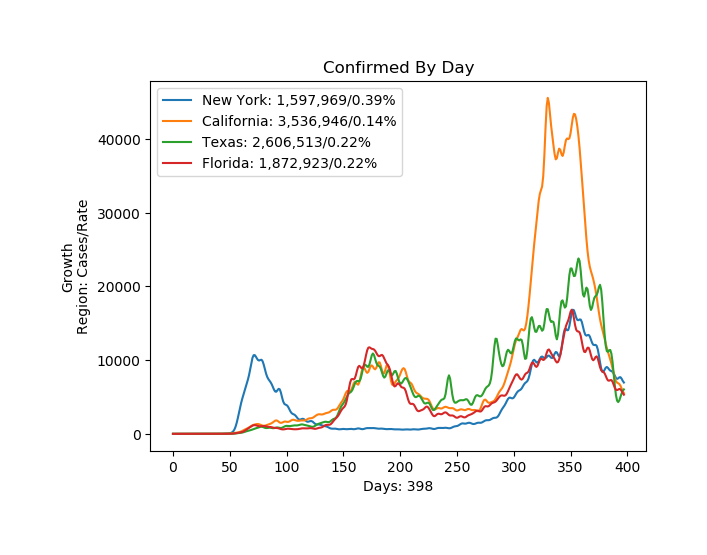 Confirmed By Day
New York: 1,597,969/0.39%
California: 3,536,946/0.14%
Texas: 2,606,513/0.22%
Florida: 1,872,923/0.22%
Growth
Region: Cases/Rate
40000
30000
20000
10000
0
0 50 100 150 200 250 300 350 400
Days: 398